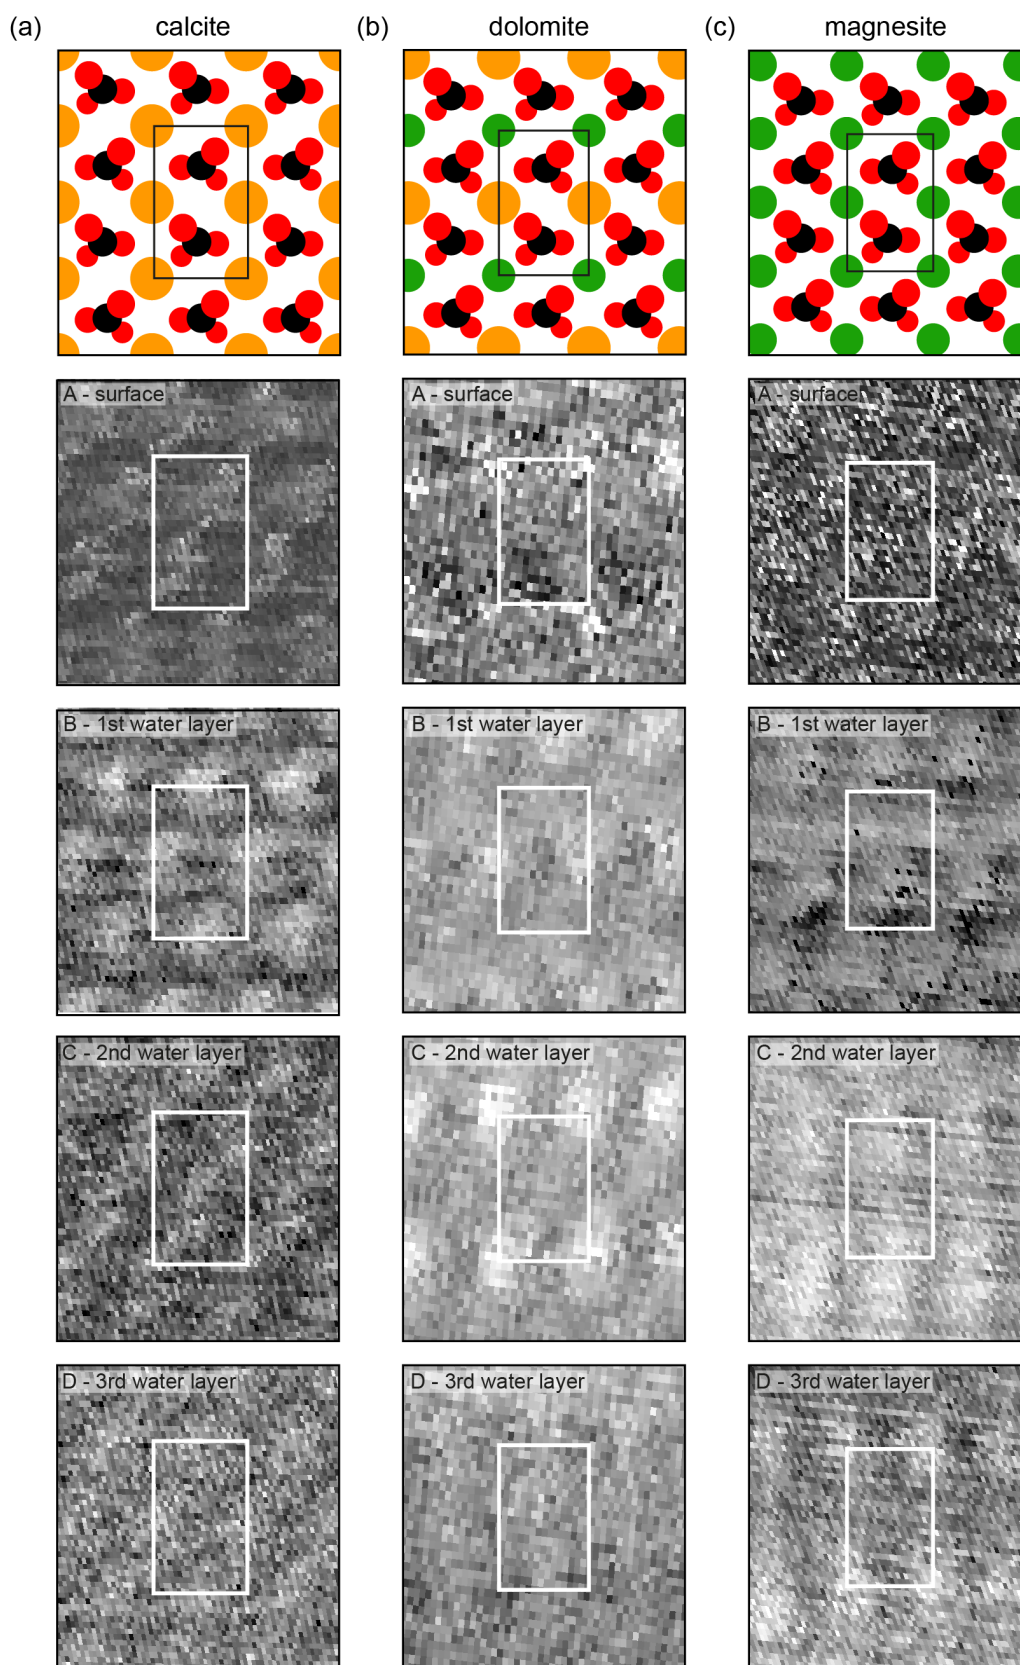 (a) calcite (b) dolomite (c) magnesite
A - surface A - surface A - surface
B - 1st water layer B - 1st water layer B - 1st water layer
C - 2nd water layer C - 2nd water layer C - 2nd water layer
D - 3rd water layer D - 3rd water layer D - 3rd water layer